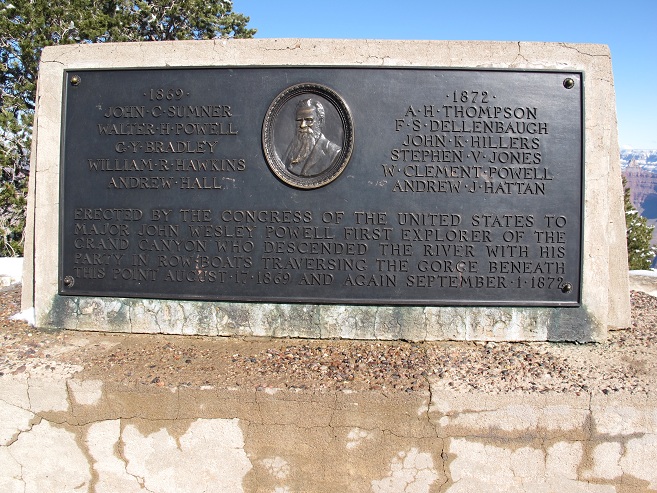 ·1869·
JOHN·C·SUMNER
WALTER·H·POWELL
G·Y·BRADLEY
WILLIAM·R·HAWKINS
ANDREW·HALL
·1872·
A·H·THOMPSON
F·S·DELLENBAUGH
JOHN·K·HILLERS
STEPHEN·V·JONES
W·CLEMENT·POWELL
ANDREW·J·HATTAN
ERECTED BY THE CONGRESS OF THE UNITED STATES TO
MAJOR JOHN WESLEY POWELL FIRST EXPLORER OF THE
GRAND CANYON WHO DESCENDED THE RIVER WITH HIS
PARTY IN ROW-BOATS TRAVERSING THE GORGE BENEATH
THIS POINT AUGUST·17·1869 AND AGAIN SEPTEMBER·1·1872